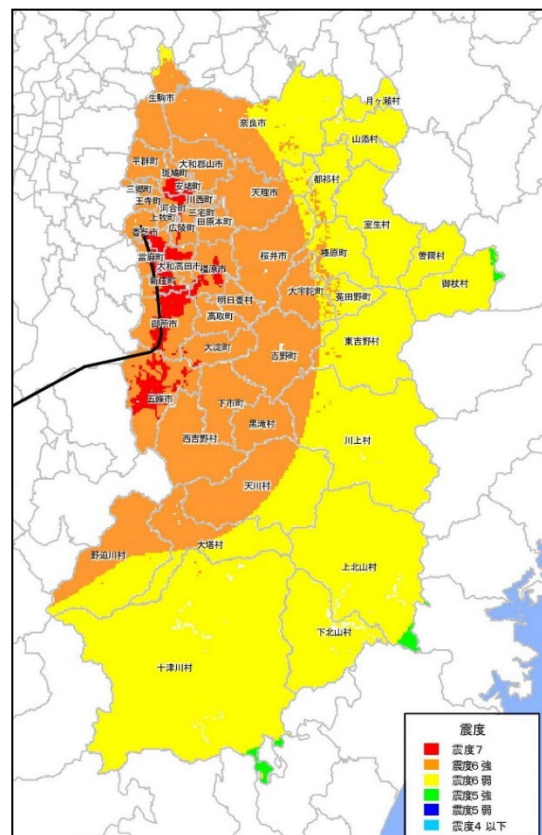 生駒市
奈良市
月ヶ瀬村
山添村
平群町
大和郡山市
斑鳩町
安堵町
都祁村
三郷町
川西町
天理市
王寺町
河合町
三宅町
上牧町
田原本町
広陵町
室生村
香芝市
榛原町
曽爾村
桜井市
當麻町
大和高田市
橿原市
御杖村
新庄町
大宇陀町
菟田野町
明日香村
高取町
御所市
東吉野村
大淀町
吉野町
五條市
下市町
黒滝村
西吉野村
川上村
天川村
大塔村
野迫川村
上北山村
下北山村
十津川村
震度
震度7
震度6強
震度6弱
震度5強
震度5弱
震度4以下